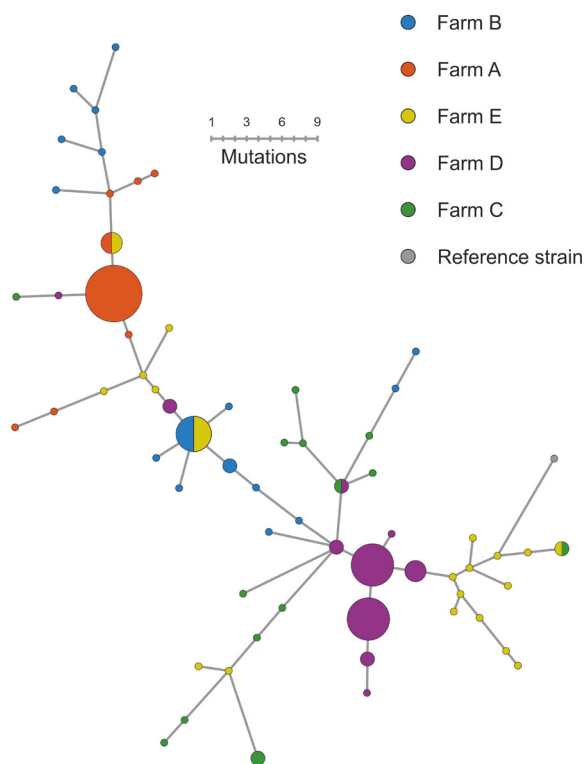 Farm B
Farm A
1 3 6 9
Mutations
Farm E
Farm D
Farm C
Reference strain